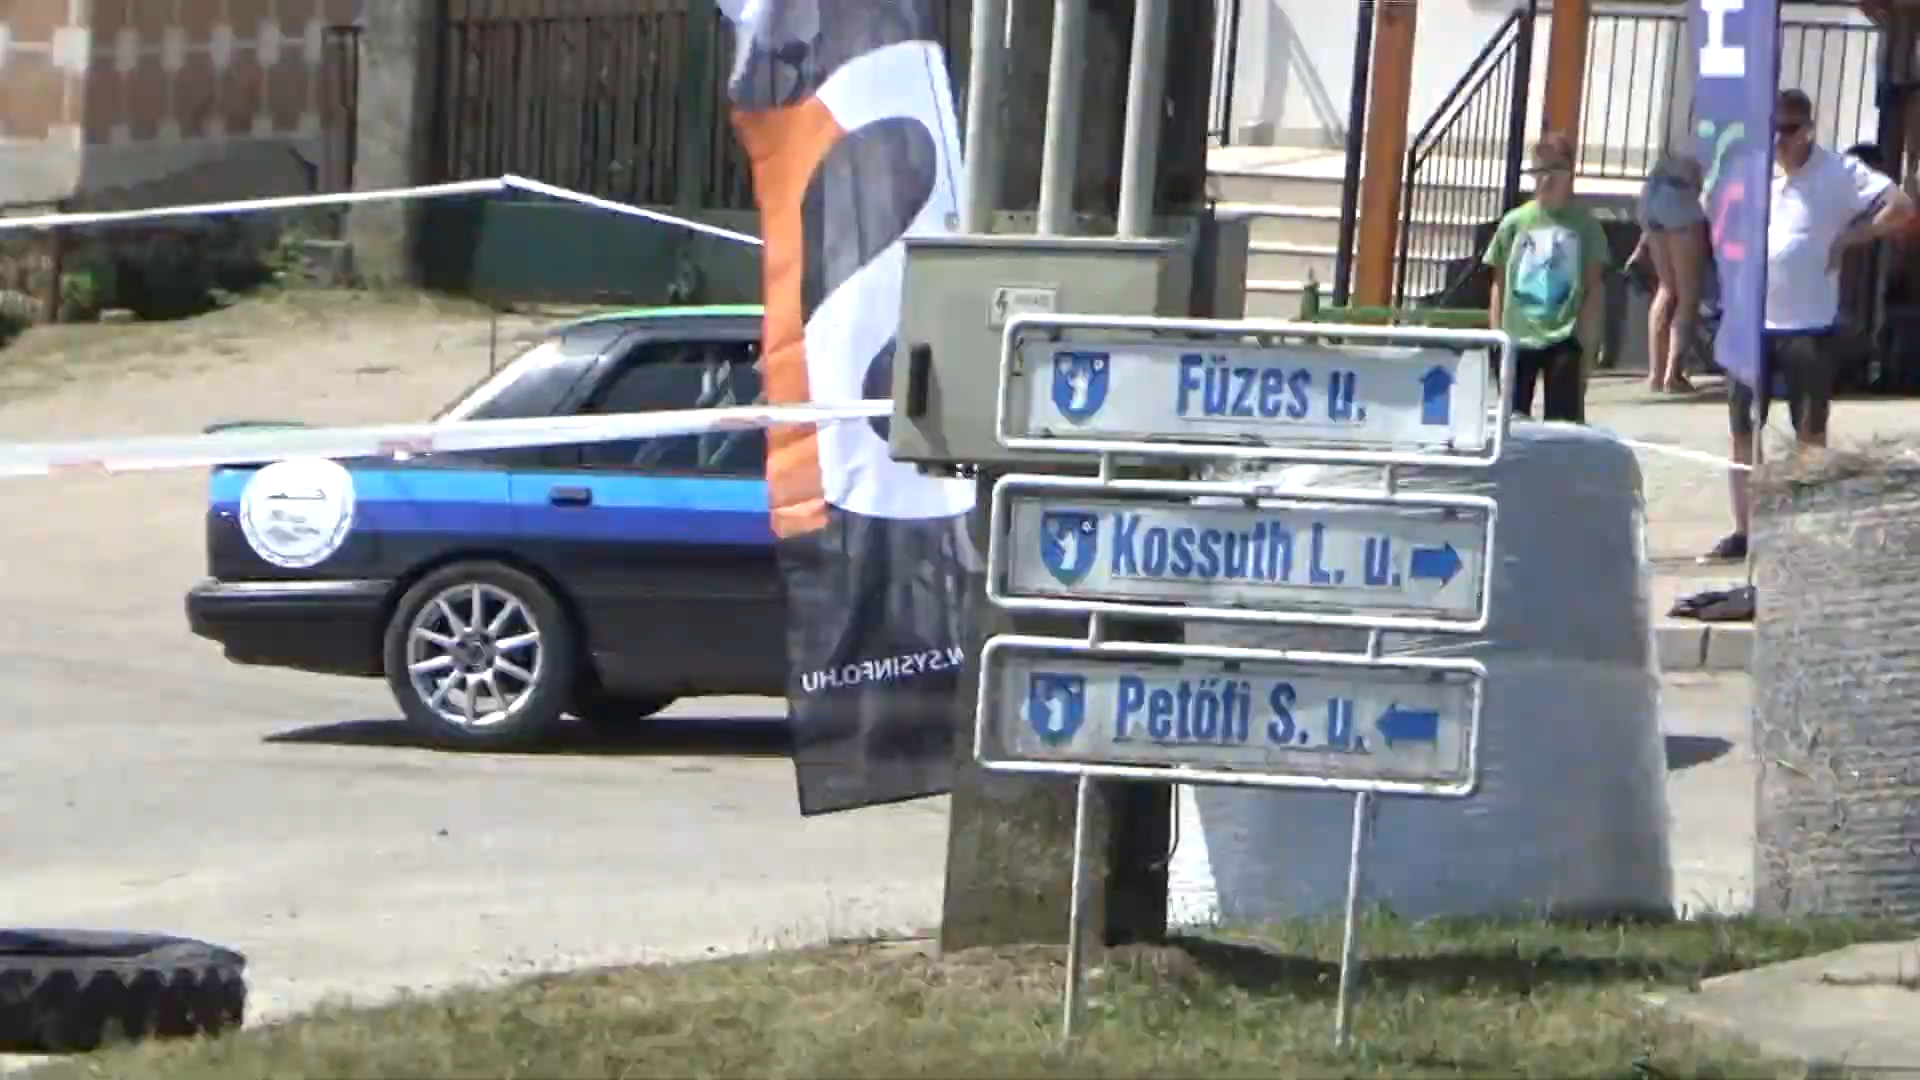 Füzes u.
Kossuth L. u.
Petőfi S. u.
W.SYSINFO.HU